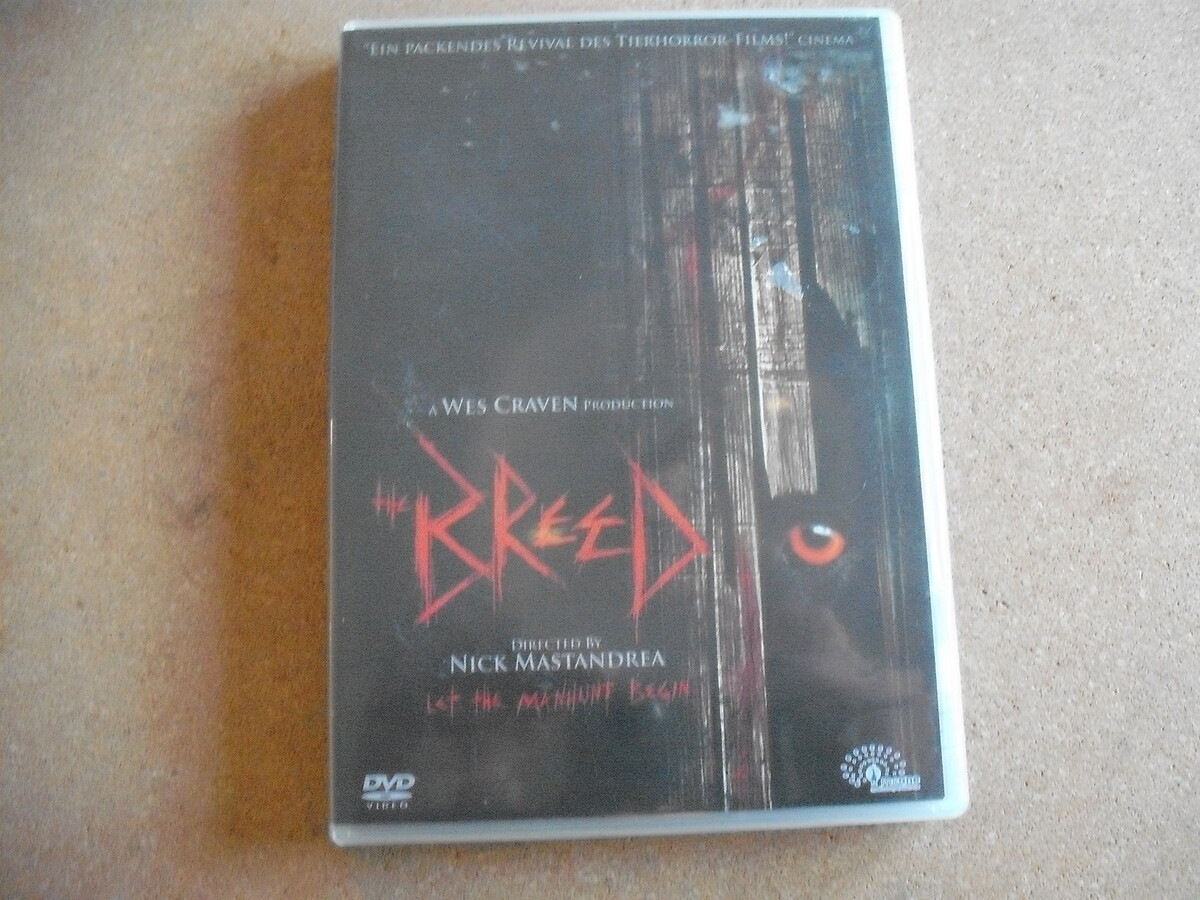 "EIN PACKENDES REVIVAL DES TIERHORROR-FILMS!" CINEMA
A WES CRAVEN PRODUCTION
THE BREED
DIRECTED BY
NICK MASTANDREA
LET THE MANHUNT BEGIN
DVD
VIDEO